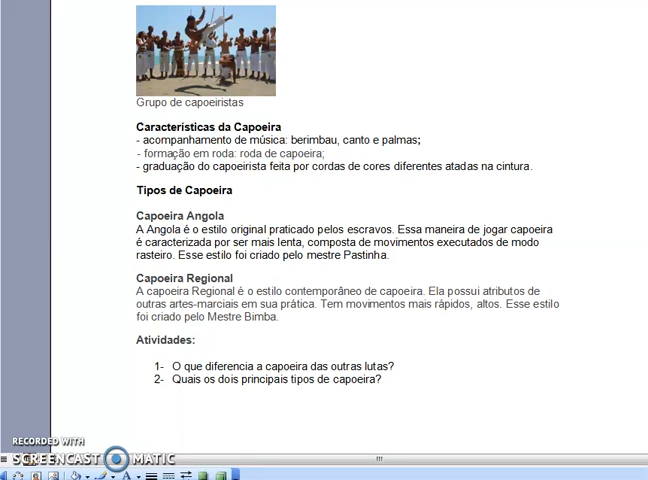 Grupo de capoeiristas
Características da Capoeira
- acompanhamento de música: berimbau, canto e palmas;
- formação em roda: roda de capoeira;
- graduação do capoeirista feita por cordas de cores diferentes atadas na cintura.
Tipos de Capoeira
Capoeira Angola
A Angola é o estilo original praticado pelos escravos. Essa maneira de jogar capoeira
é caracterizada por ser mais lenta, composta de movimentos executados de modo
rasteiro. Esse estilo foi criado pelo mestre Pastinha.
Capoeira Regional
A capoeira Regional é o estilo contemporâneo de capoeira. Ela possui atributos de
outras artes-marciais em sua prática. Tem movimentos mais rápidos, altos. Esse estilo
foi criado pelo Mestre Bimba.
Atividades:
1- O que diferencia a capoeira das outras lutas?
2- Quais os dois principais tipos de capoeira?
RECORDED WITH
SCREENCAST MATIC